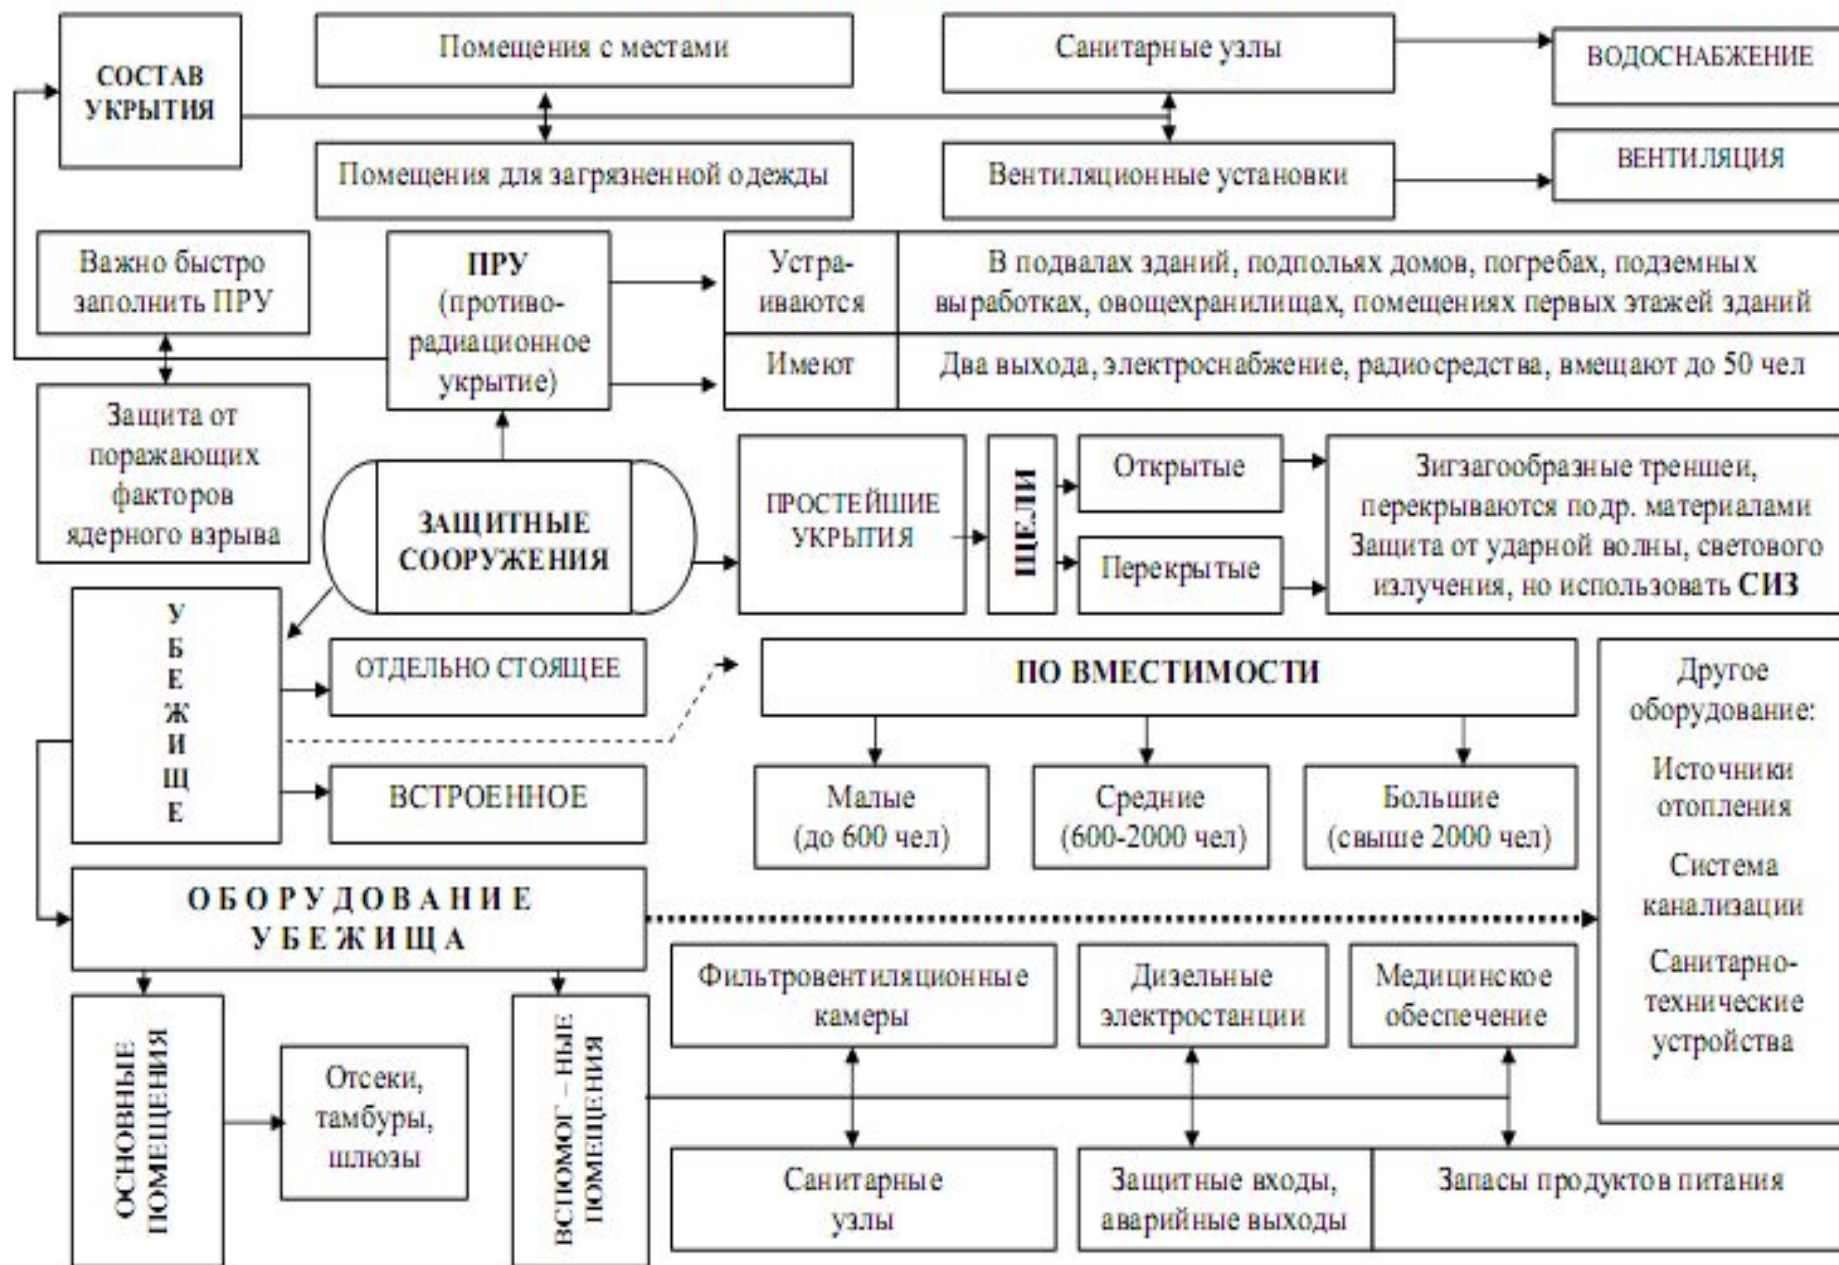 СОСТАВ
УКРЫТИЯ
Помещения с местами
Санитарные узлы
ВОДОСНАБЖЕНИЕ
Помещения для загрязненной одежды
Вентиляционные установки
ВЕНТИЛЯЦИЯ
Важно быстро
заполнить ПРУ
ПРУ
(противо-
радиационное
укрытие)
Устра-
иваются
В подвалах зданий, подпольях домов, погребах, подземных
выработках, овощехранилищах, помещениях первых этажей зданий
Имеют
Два выхода, электроснабжение, радиосредства, вмещают до 50 чел
Защита от
поражающих
факторов
ядерного взрыва
ЗАЩИТНЫЕ
СООРУЖЕНИЯ
ПРОСТЕЙШИЕ
УКРЫТИЯ
ЩЕЛИ
Открытые
Перекрытые
Зигзагообразные треншеи,
перекрываются подр. материалами
Защита от ударной волны, светового
излучения, но использовать СИЗ
УБЕЖИЩЕ
ОТДЕЛЬНО СТОЯЩЕЕ
ВСТРОЕННОЕ
ПО ВМЕСТИМОСТИ
Малые
(до 600 чел)
Средние
(600-2000 чел)
Большие
(свыше 2000 чел)
Другое
оборудование:
Источники
отопления
Система
канализации
Санитарно-
технические
устройства
ОБОРУДОВАНИЕ
УБЕЖИЩА
ОСНОВНЫЕ
ПОМЕЩЕНИЯ
Отсеки,
тамбуры,
шлюзы
ВСПОМОГ – НЫЕ
ПОМЕЩЕНИЯ
Фильтровентиляционные
камеры
Дизельные
электростанции
Медицинское
обеспечение
Санитарные
узлы
Защитные входы,
аварийные выходы
Запасы продуктов питания